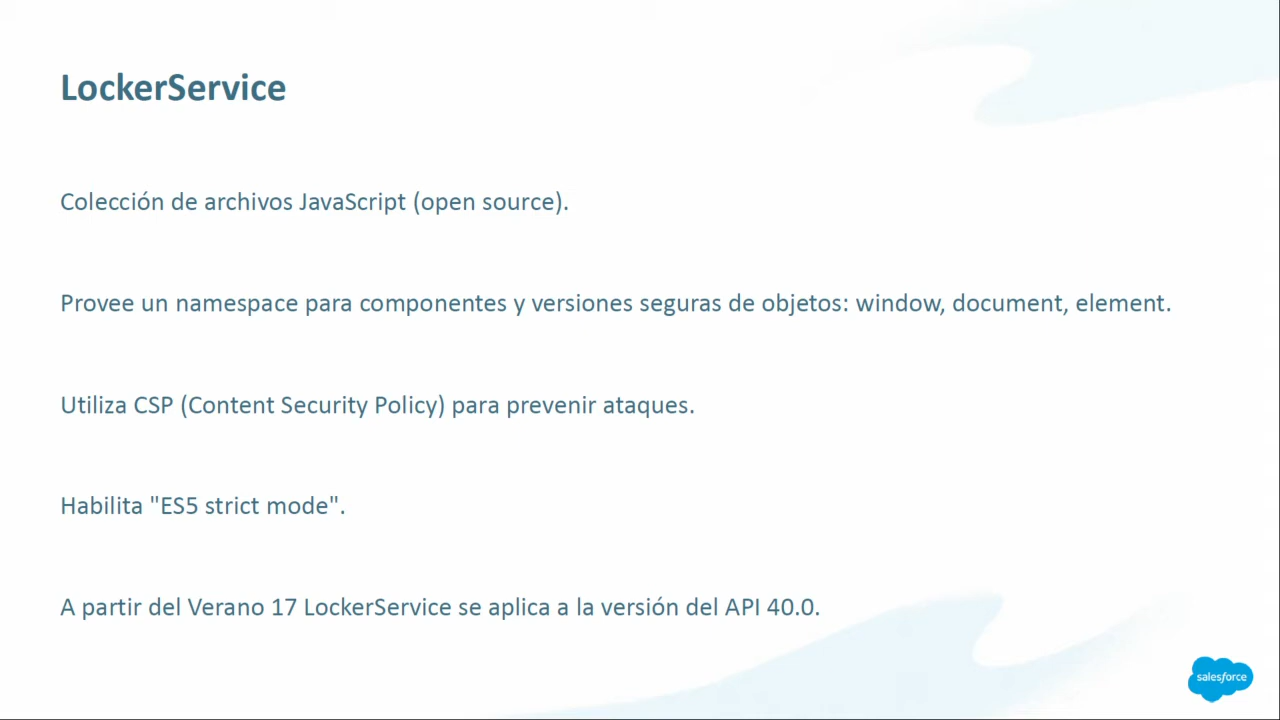 LockerService
Colección de archivos JavaScript (open source).
Provee un namespace para componentes y versiones seguras de objetos: window, document, element.
Utiliza CSP (Content Security Policy) para prevenir ataques.
Habilita "ES5 strict mode".
A partir del Verano 17 LockerService se aplica a la versión del API 40.0.
salesforce